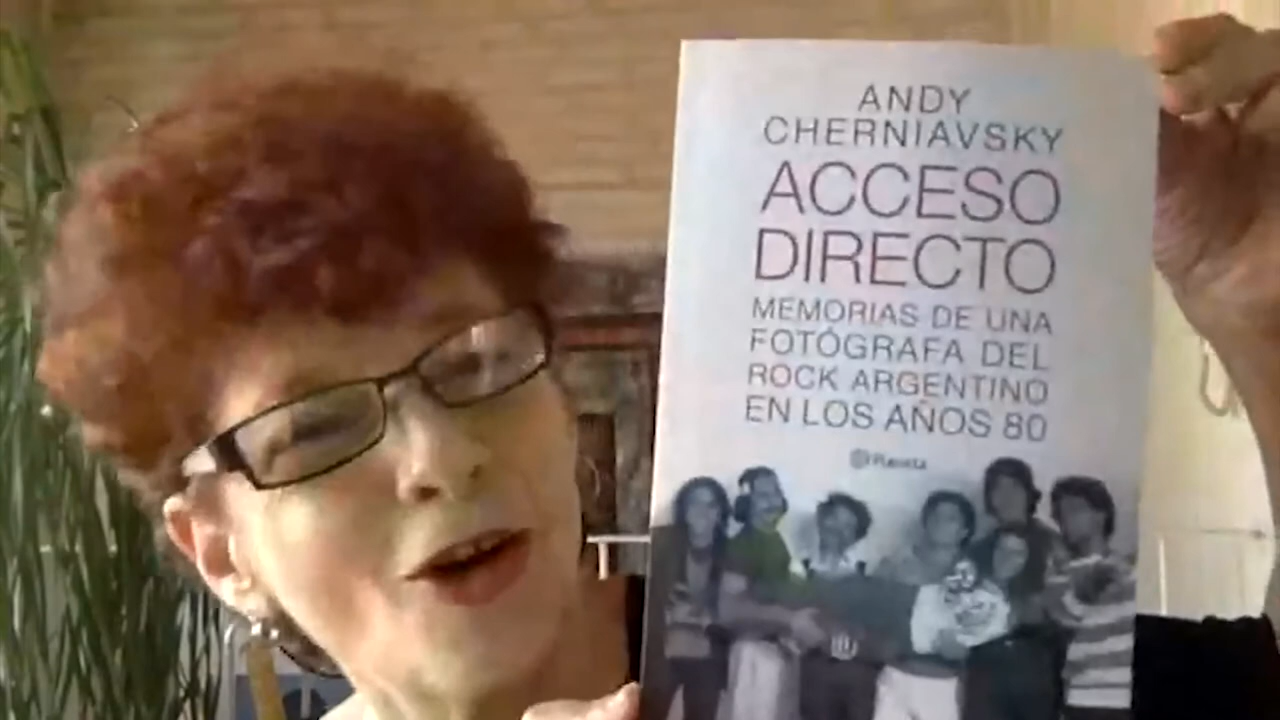 ANDY
CHERNIAVSKY
ACCESO
DIRECTO
MEMORIAS DE UNA
FOTÓGRAFA DEL
ROCK ARGENTINO
EN LOS AÑOS 80
Planeta